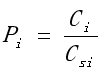 P_i = C_i / C_si